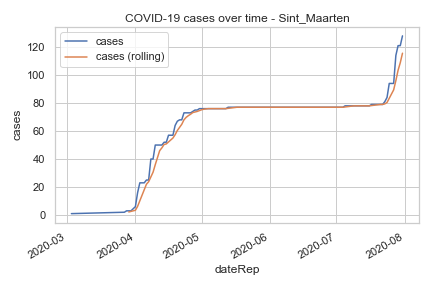 COVID-19 cases over time - Sint_Maarten
cases
cases (rolling)
cases
120
100
80
60
40
20
0
2020-03
2020-04
2020-05
2020-06
2020-07
2020-08
dateRep